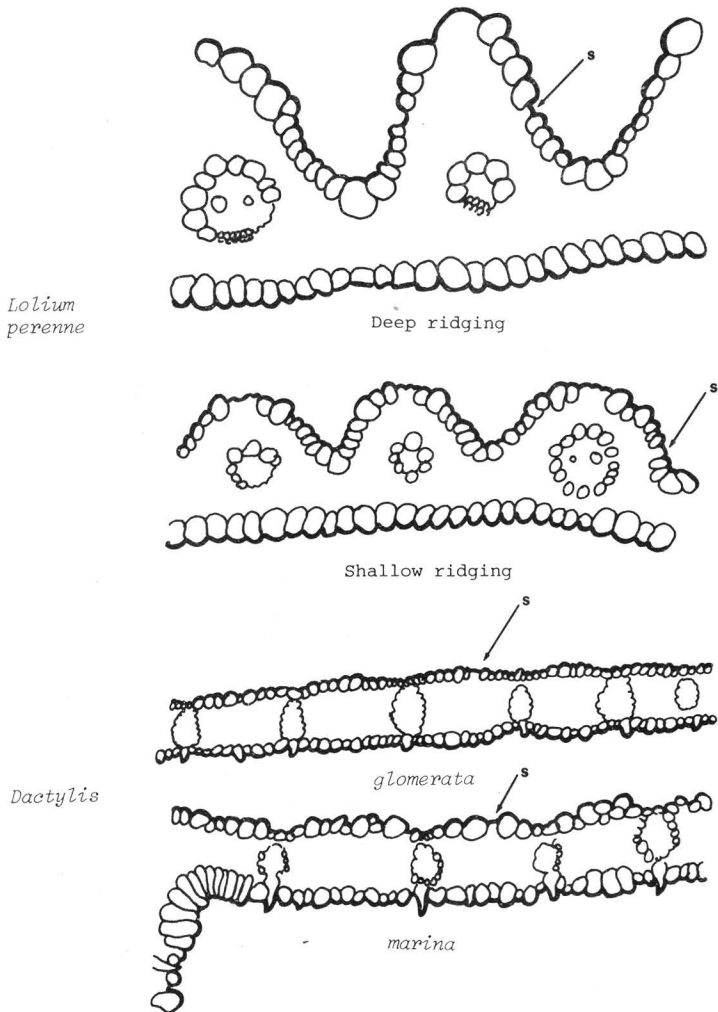 s
Lolium
perenne
Deep ridging
s
Shallow ridging
s
glomerata
s
Dactylis
marina